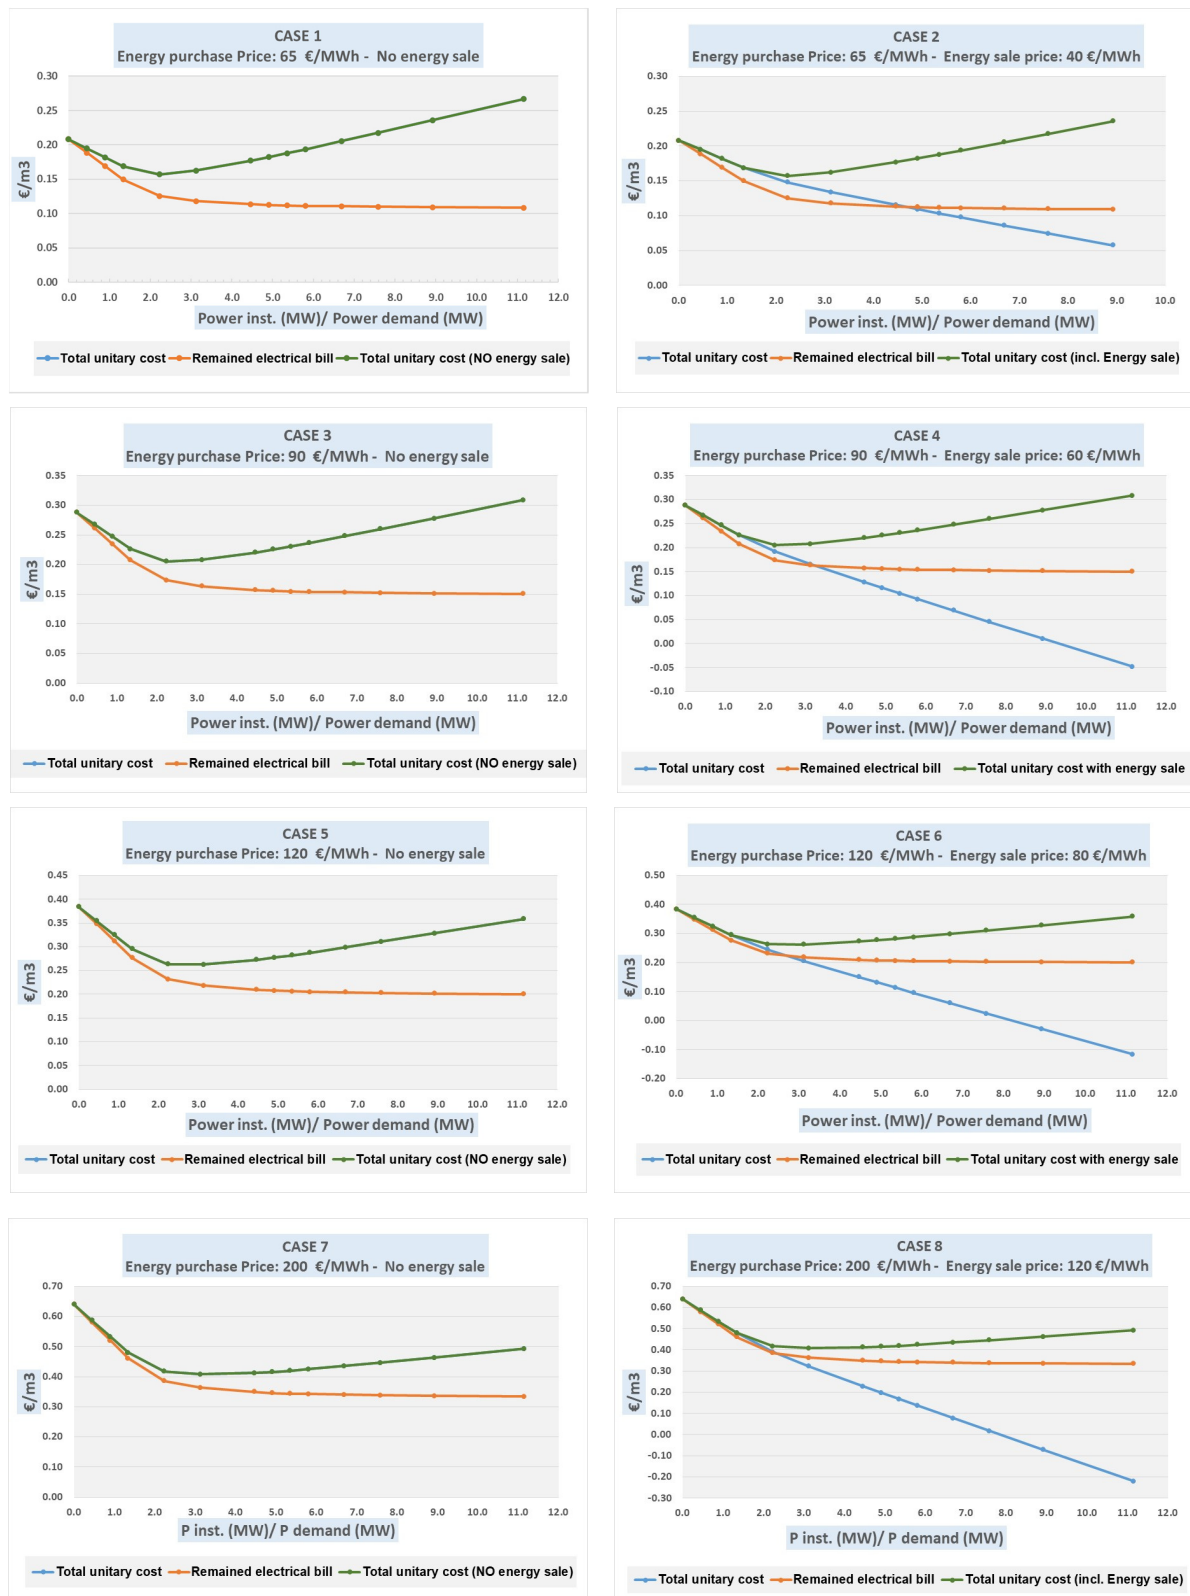 CASE 1
Energy purchase Price: 65 €/MWh - No energy sale
0.30
0.25
0.20
0.15
0.10
0.05
0.00
€/m3
0.0 1.0 2.0 3.0 4.0 5.0 6.0 7.0 8.0 9.0 10.0 11.0 12.0
Power inst. (MW)/ Power demand (MW)
Total unitary cost Remained electrical bill Total unitary cost (NO energy sale)
CASE 2
Energy purchase Price: 65 €/MWh - Energy sale price: 40 €/MWh
0.30
0.25
0.20
0.15
0.10
0.05
0.00
€/m3
0.0 1.0 2.0 3.0 4.0 5.0 6.0 7.0 8.0 9.0 10.0
Power inst. (MW)/ Power demand (MW)
Total unitary cost Remained electrical bill Total unitary cost (incl. Energy sale)
CASE 3
Energy purchase Price: 90 €/MWh - No energy sale
0.35
0.30
0.25
0.20
0.15
0.10
0.05
0.00
€/m3
0.0 1.0 2.0 3.0 4.0 5.0 6.0 7.0 8.0 9.0 10.0 11.0 12.0
Power inst. (MW)/ Power demand (MW)
Total unitary cost Remained electrical bill Total unitary cost (NO energy sale)
CASE 4
Energy purchase Price: 90 €/MWh - Energy sale price: 60 €/MWh
0.35
0.30
0.25
0.20
0.15
0.10
0.05
0.00
-0.05
-0.10
€/m3
0.0 1.0 2.0 3.0 4.0 5.0 6.0 7.0 8.0 9.0 10.0 11.0 12.0
Power inst. (MW)/ Power demand (MW)
Total unitary cost Remained electrical bill Total unitary cost with energy sale
CASE 5
Energy purchase Price: 120 €/MWh - No energy sale
0.45
0.40
0.35
0.30
0.25
0.20
0.15
0.10
0.05
0.00
€/m3
0.0 1.0 2.0 3.0 4.0 5.0 6.0 7.0 8.0 9.0 10.0 11.0 12.0
Power inst. (MW)/ Power demand (MW)
Total unitary cost Remained electrical bill Total unitary cost (NO energy sale)
CASE 6
Energy purchase Price: 120 €/MWh - Energy sale price: 80 €/MWh
0.50
0.40
0.30
0.20
0.10
0.00
-0.10
-0.20
€/m3
0.0 1.0 2.0 3.0 4.0 5.0 6.0 7.0 8.0 9.0 10.0 11.0 12.0
Power inst. (MW)/ Power demand (MW)
Total unitary cost Remained electrical bill Total unitary cost with energy sale
CASE 7
Energy purchase Price: 200 €/MWh - No energy sale
0.70
0.60
0.50
0.40
0.30
0.20
0.10
0.00
€/m3
0.0 1.0 2.0 3.0 4.0 5.0 6.0 7.0 8.0 9.0 10.0 11.0 12.0
P inst. (MW)/ P demand (MW)
Total unitary cost Remained electrical bill Total unitary cost (NO energy sale)
CASE 8
Energy purchase Price: 200 €/MWh - Energy sale price: 120 €/MWh
0.70
0.60
0.50
0.40
0.30
0.20
0.10
0.00
-0.10
-0.20
-0.30
€/m3
0.0 1.0 2.0 3.0 4.0 5.0 6.0 7.0 8.0 9.0 10.0 11.0 12.0
P inst. (MW)/ P demand (MW)
Total unitary cost Remained electrical bill Total unitary cost (incl. Energy sale)